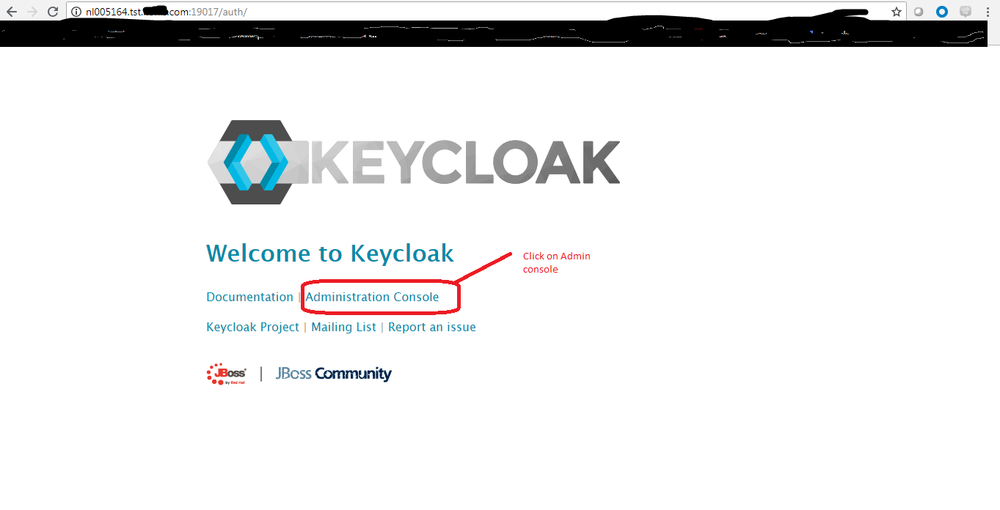 nl005164.tst.
.com:19017/auth/
KEYCLOAK
Welcome to Keycloak
Click on Admin
console
Documentation | Administration Console
Keycloak Project | Mailing List | Report an issue
JBoss
by Red Hat
JBoss Community